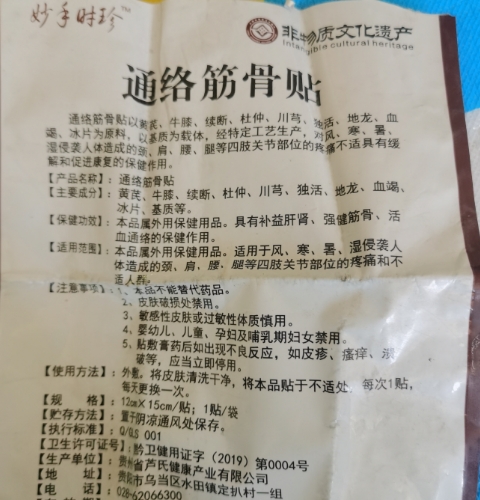 妙手时珍™
非物质文化遗产
Intangible cultural heritage
通络筋骨贴
通络筋骨贴以黄芪、牛膝、续断、杜仲、川芎、独活、地龙、血
竭、冰片为原料，以基质为载体，经特定工艺生产，对风、寒、暑、
湿侵袭人体造成的颈、肩、腰、腿等四肢关节部位的疼痛不适具有缓
解和促进康复的保健作用。
【产品名称】：通络筋骨贴
【主要成分】：黄芪、牛膝、续断、杜仲、川芎、独活、地龙、血竭、
冰片、基质等。
【保健功效】：本品属外用保健用品。具有补益肝肾、强健筋骨、活
血通络的保健作用。
【适用范围】：本品属外用保健用品。适用于风、寒、暑、湿侵袭人
体造成的颈、肩、腰、腿等四肢关节部位的疼痛和不
适人群。
【注意事项】：1、本品不能替代药品。
2、皮肤破损处禁用。
3、敏感性皮肤或过敏性体质慎用。
4、婴幼儿、儿童、孕妇及哺乳期妇女禁用。
5、贴敷膏药后如出现不良反应，如皮疹、瘙痒、
破等，应当立即停用。
【使用方法】：外敷，将皮肤清洗干净，将本品贴于不适处，每次1贴，
每天更换一次。
【规　　格】：12cm×15cm/贴；1贴/袋
【贮存方法】：置于阴凉通风处保存。
【执行标准】：Q/QLS 001
【卫生许可证号】：黔卫健用证字（2019）第0004号
【生产单位】：贵州省芦氏健康产业有限公司
【地　　址】：贵阳市乌当区水田镇定扒村一组
【电　　话】：028-62066300